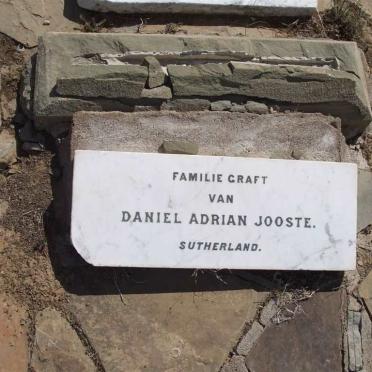 FAMILIE GRAFT
VAN
DANIEL ADRIAN JOOSTE.
SUTHERLAND.